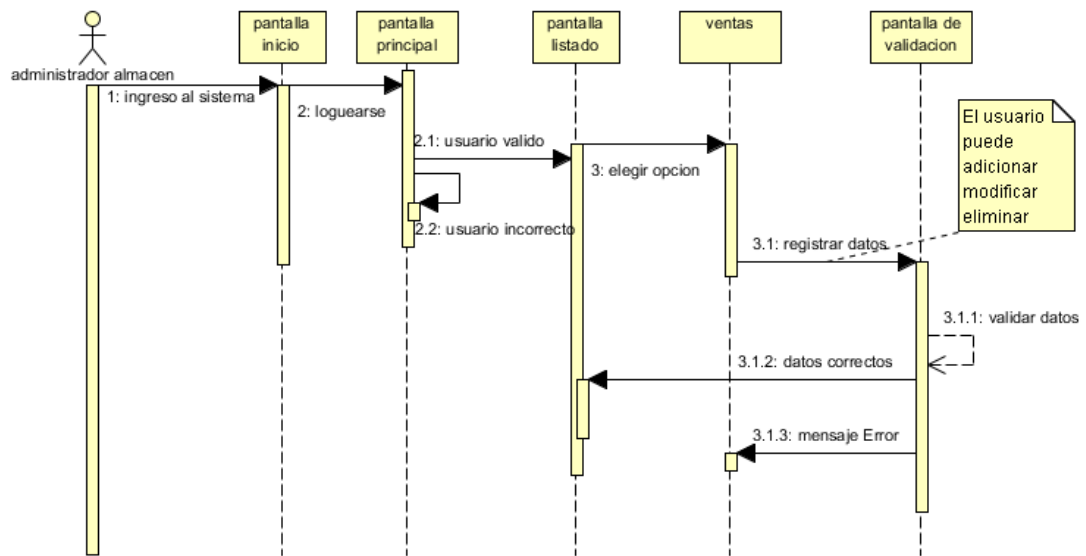 pantalla
inicio
pantalla
principal
pantalla
listado
ventas
pantalla de
validacion
administrador almacen
1: ingreso al sistema
2: loguearse
El usuario
puede
adicionar
modificar
eliminar
2.1: usuario valido
3: elegir opcion
2.2: usuario incorrecto
3.1: registrar datos
3.1.1: validar datos
3.1.2: datos correctos
3.1.3: mensaje Error